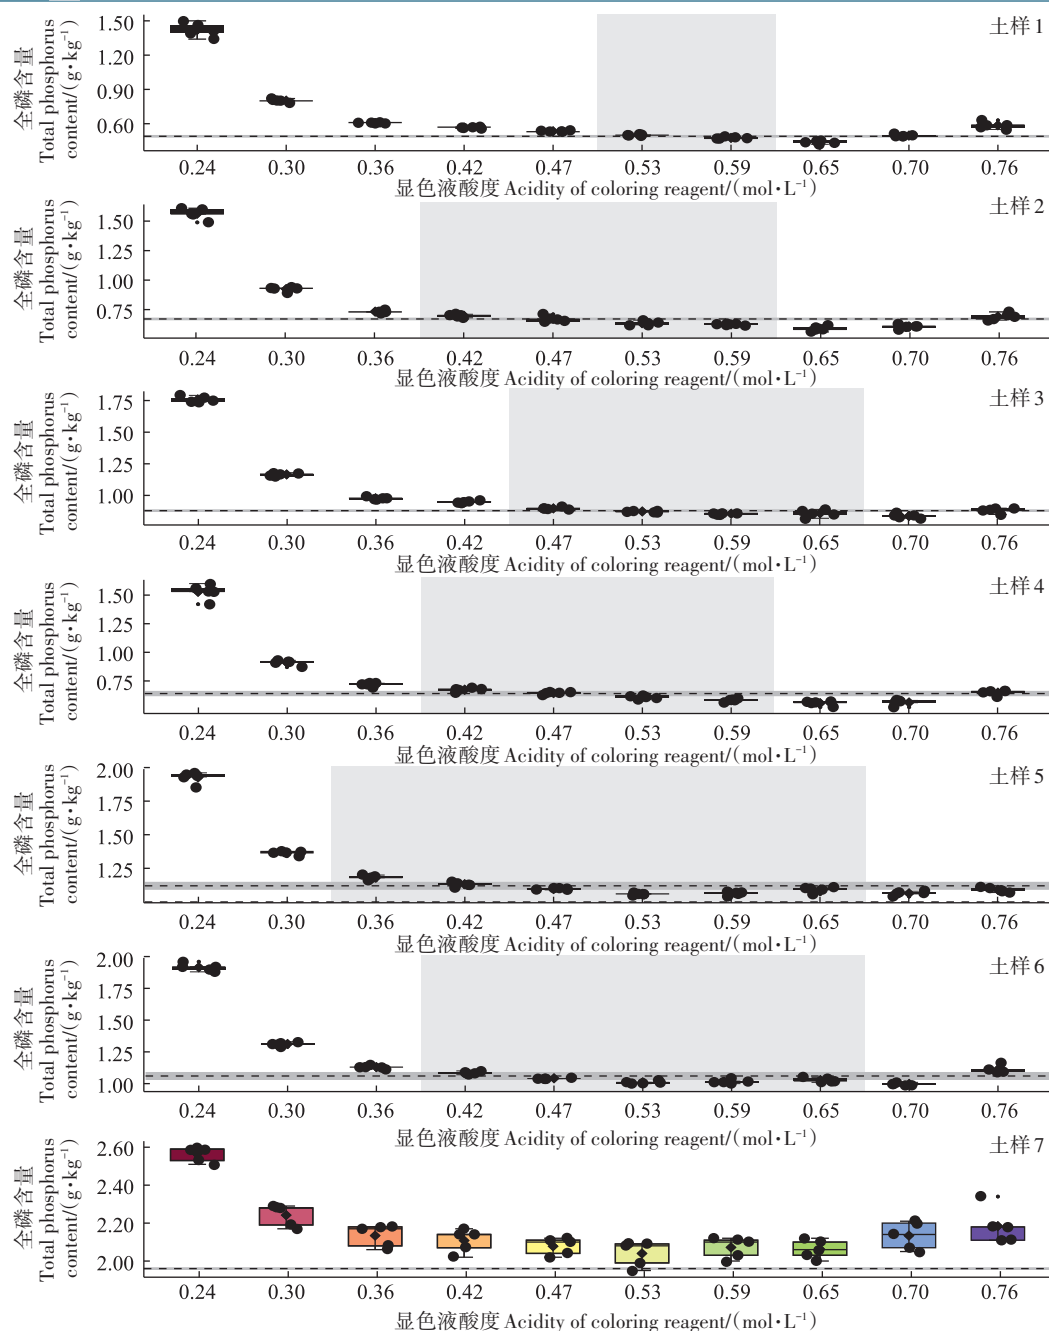 全磷含量
Total phosphorus
content/(g·kg⁻¹)
土样1
1.50
1.20
0.90
0.60
0.24 0.30 0.36 0.42 0.47 0.53 0.59 0.65 0.70 0.76
显色液酸度 Acidity of coloring reagent/(mol·L⁻¹)
全磷含量
Total phosphorus
content/(g·kg⁻¹)
土样2
1.50
1.25
1.00
0.75
0.24 0.30 0.36 0.42 0.47 0.53 0.59 0.65 0.70 0.76
显色液酸度 Acidity of coloring reagent/(mol·L⁻¹)
全磷含量
Total phosphorus
content/(g·kg⁻¹)
土样3
1.75
1.50
1.25
1.00
0.24 0.30 0.36 0.42 0.47 0.53 0.59 0.65 0.70 0.76
显色液酸度 Acidity of coloring reagent/(mol·L⁻¹)
全磷含量
Total phosphorus
content/(g·kg⁻¹)
土样4
1.50
1.25
1.00
0.75
0.24 0.30 0.36 0.42 0.47 0.53 0.59 0.65 0.70 0.76
显色液酸度 Acidity of coloring reagent/(mol·L⁻¹)
全磷含量
Total phosphorus
content/(g·kg⁻¹)
土样5
2.00
1.75
1.50
1.25
0.24 0.30 0.36 0.42 0.47 0.53 0.59 0.65 0.70 0.76
显色液酸度 Acidity of coloring reagent/(mol·L⁻¹)
全磷含量
Total phosphorus
content/(g·kg⁻¹)
土样6
2.00
1.75
1.50
1.25
1.00
0.24 0.30 0.36 0.42 0.47 0.53 0.59 0.65 0.70 0.76
显色液酸度 Acidity of coloring reagent/(mol·L⁻¹)
全磷含量
Total phosphorus
content/(g·kg⁻¹)
土样7
2.60
2.40
2.20
2.00
0.24 0.30 0.36 0.42 0.47 0.53 0.59 0.65 0.70 0.76
显色液酸度 Acidity of coloring reagent/(mol·L⁻¹)